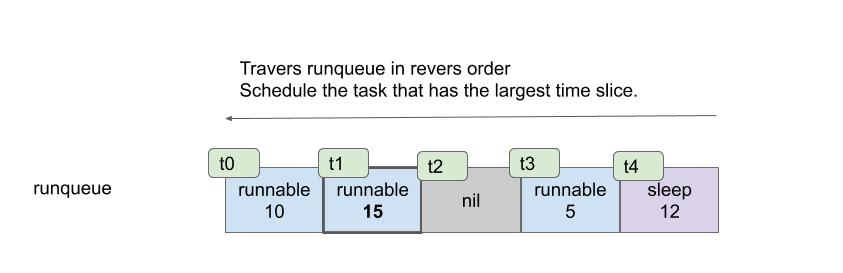 Travers runqueue in revers order
Schedule the task that has the largest time slice.
t0
t1
t2
t3
t4
runqueue
runnable
10
runnable
15
nil
runnable
5
sleep
12